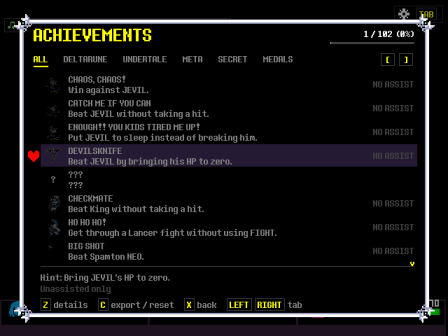 TAB
ACHIEVEMENTS
1 / 102 (0%)
ALL DELTARUNE UNDERTALE META SECRET MEDALS [ ]
CHAOS, CHAOS!
Win against JEVIL.
NO ASSIST
CATCH ME IF YOU CAN
Beat JEVIL without taking a hit.
NO ASSIST
ENOUGH!! YOU KIDS TIRED ME UP!
Put JEVIL to sleep instead of breaking him.
NO ASSIST
DEVILSKNIFE
Beat JEVIL by bringing his HP to zero.
NO ASSIST
?
???
???
CHECKMATE
Beat King without taking a hit.
NO ASSIST
HO HO HO!
Get through a Lancer fight without using FIGHT.
NO ASSIST
BIG SHOT
Beat Spamton NEO.
NO ASSIST
Hint: Bring JEVIL's HP to zero.
Unassisted only
Z details C export/reset X back LEFT RIGHT tab